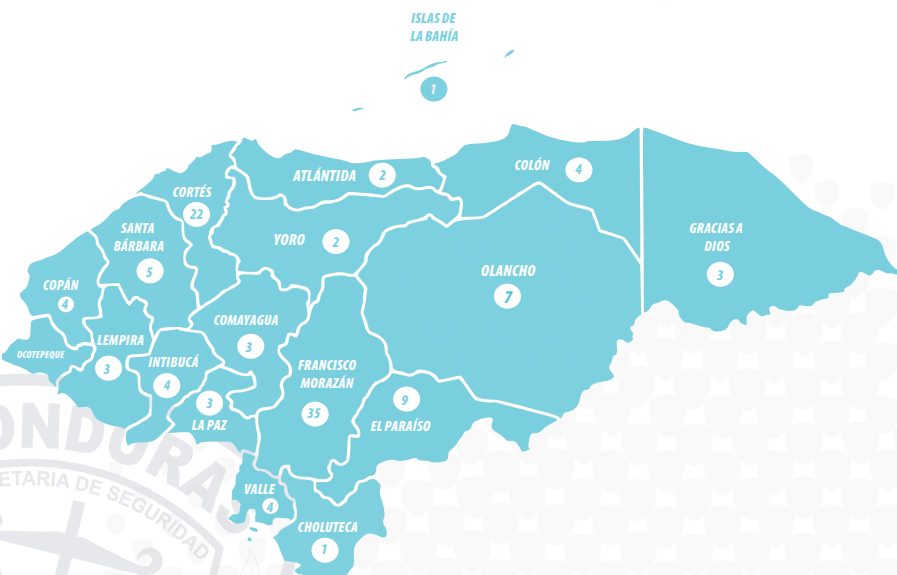 ISLAS DE
LA BAHÍA
1
ATLÁNTIDA 2
COLÓN 4
CORTÉS
22
SANTA
BÁRBARA
5
YORO 2
GRACIAS A
DIOS
3
OLANCHO
7
COPÁN
4
COMAYAGUA
3
LEMPIRA
3
OCOTEPEQUE
INTIBUCÁ
4
FRANCISCO
MORAZÁN
35
3
LA PAZ
9
EL PARAÍSO
VALLE
4
CHOLUTECA
1
ONDURAS
ETARIA DE SEGURIDAD